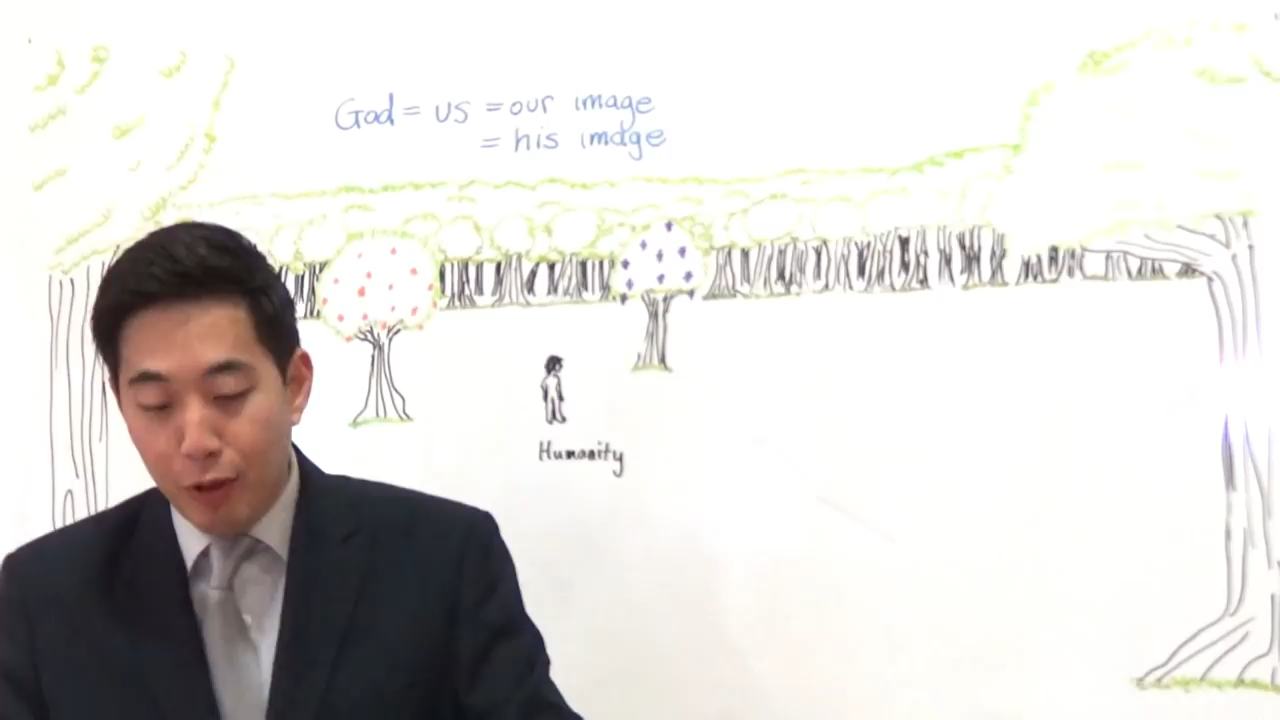 God = us = our image
= his image
Humanity